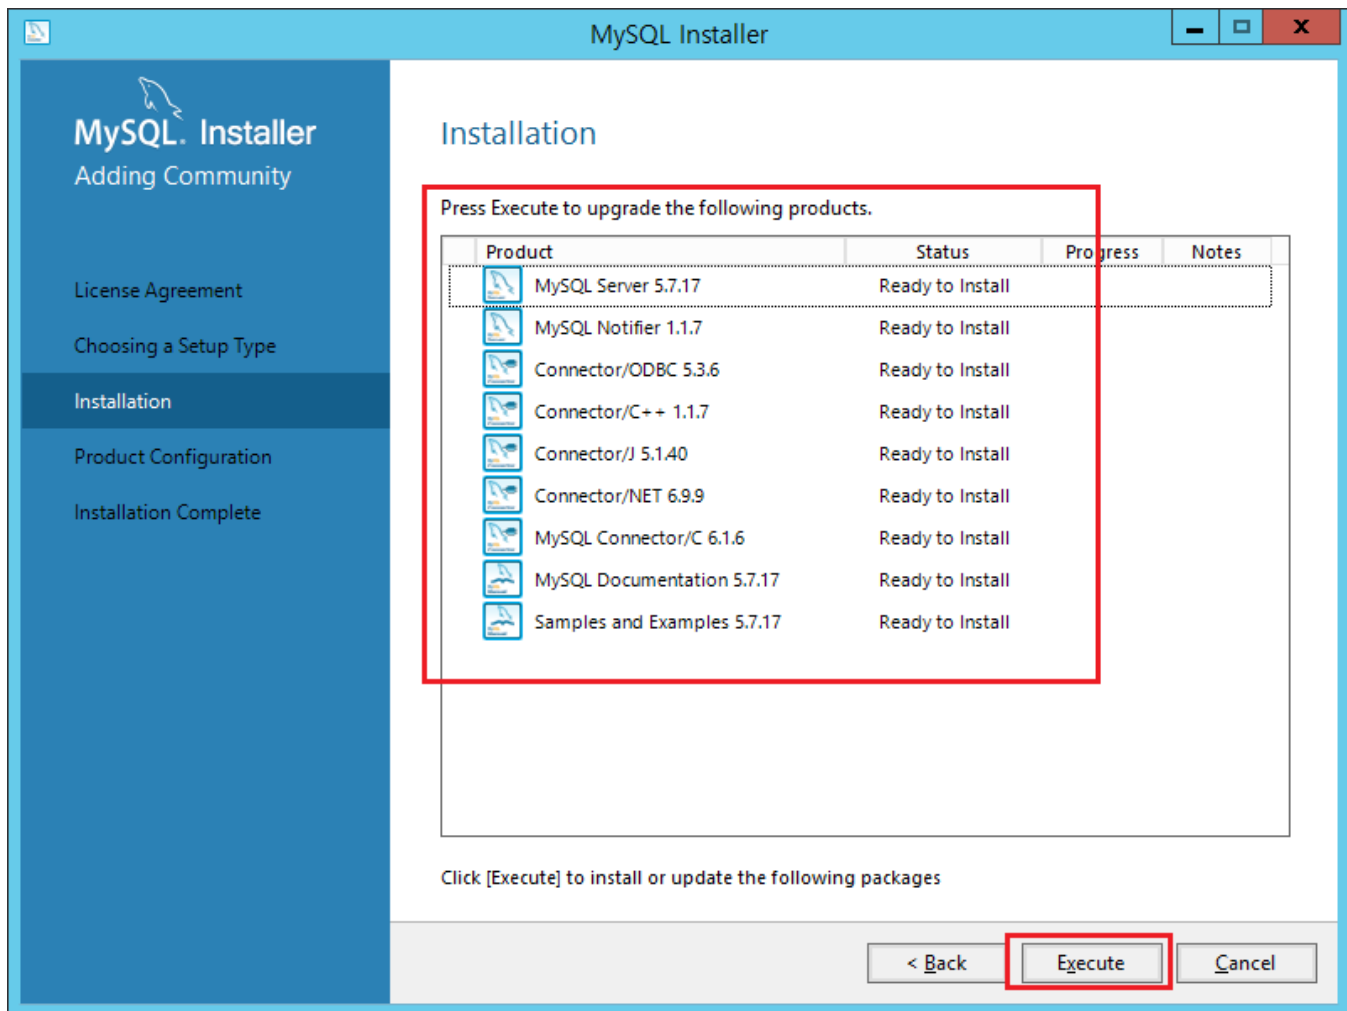 MySQL Installer
MySQL. Installer
Adding Community
License Agreement
Choosing a Setup Type
Installation
Product Configuration
Installation Complete
Installation
Press Execute to upgrade the following products.
Product Status Progress Notes
MySQL Server 5.7.17 Ready to Install
MySQL Notifier 1.1.7 Ready to Install
Connector/ODBC 5.3.6 Ready to Install
Connector/C++ 1.1.7 Ready to Install
Connector/J 5.1.40 Ready to Install
Connector/NET 6.9.9 Ready to Install
MySQL Connector/C 6.1.6 Ready to Install
MySQL Documentation 5.7.17 Ready to Install
Samples and Examples 5.7.17 Ready to Install
Click [Execute] to install or update the following packages
< Back Execute Cancel